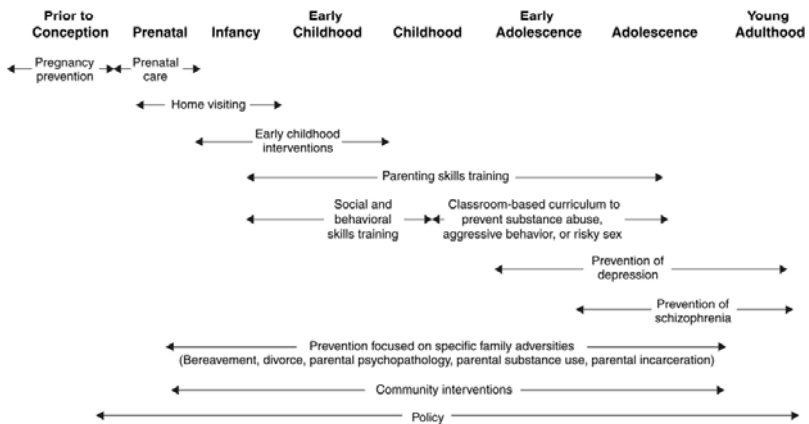 Prior to Conception
Prenatal
Infancy
Early Childhood
Childhood
Early Adolescence
Adolescence
Young Adulthood
Pregnancy
prevention
Prenatal
care
Home visiting
Early childhood
interventions
Parenting skills training
Social and
behavioral
skills training
Classroom-based curriculum to
prevent substance abuse,
aggressive behavior, or risky sex
Prevention of
depression
Prevention of
schizophrenia
Prevention focused on specific family adversities
(Bereavement, divorce, parental psychopathology, parental substance use, parental incarceration)
Community interventions
Policy